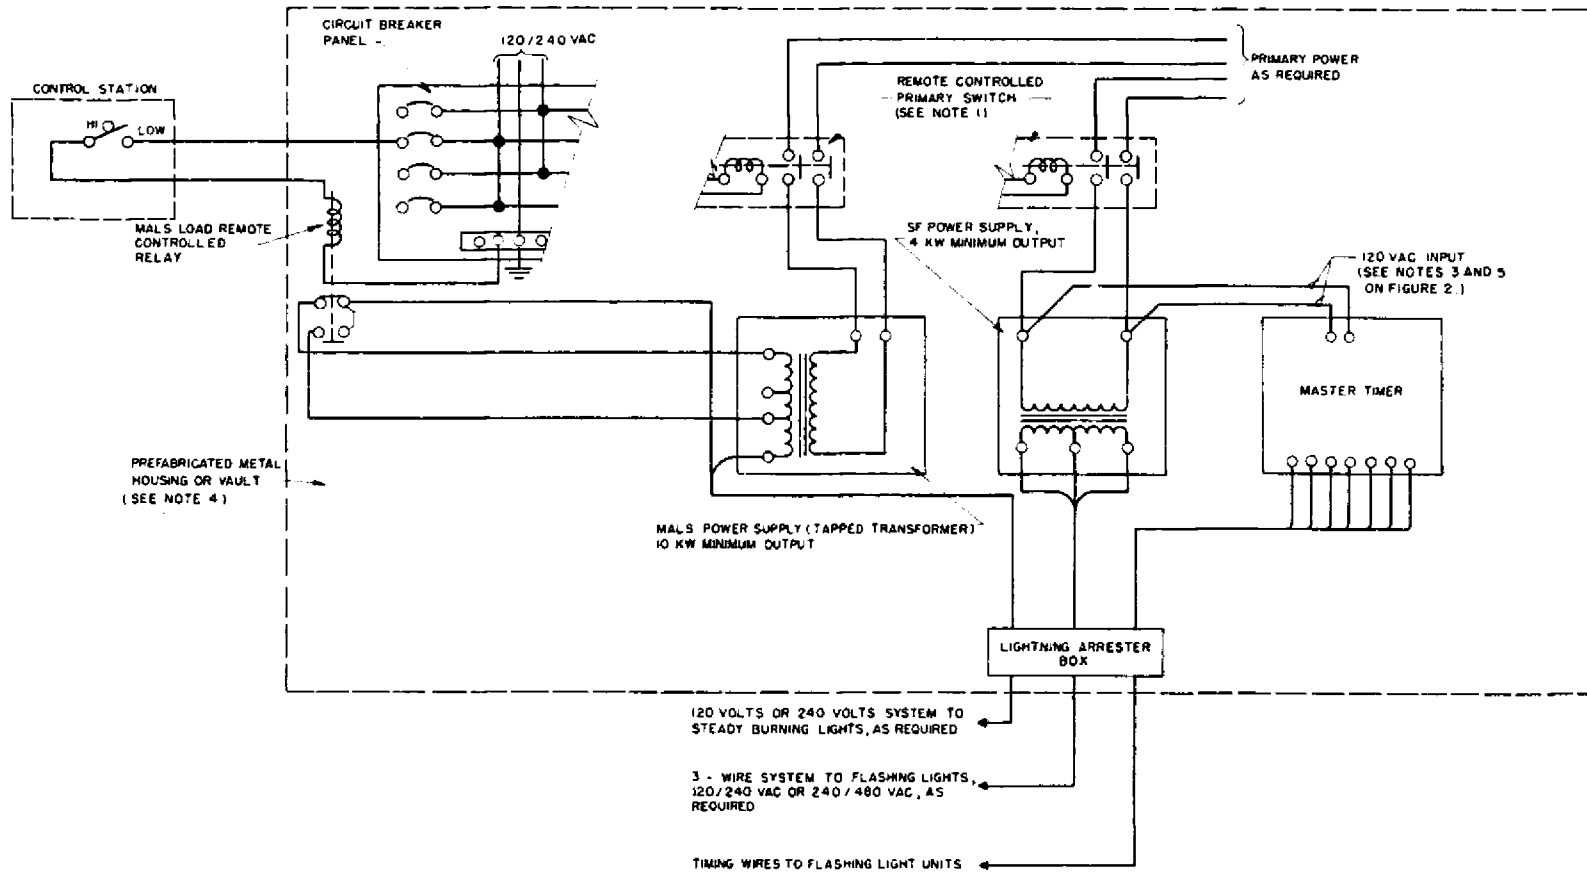 CIRCUIT BREAKER
PANEL -
120/240 VAC
CONTROL STATION
HI
LOW
REMOTE CONTROLLED
PRIMARY SWITCH
(SEE NOTE 1)
PRIMARY POWER
AS REQUIRED
MALS LOAD REMOTE
CONTROLLED
RELAY
SF POWER SUPPLY,
4 KW MINIMUM OUTPUT
120 VAC INPUT
(SEE NOTES 3 AND 5
ON FIGURE 2.)
MASTER TIMER
PREFABRICATED METAL
HOUSING OR VAULT
(SEE NOTE 4)
MALS POWER SUPPLY (TAPPED TRANSFORMER)
10 KW MINIMUM OUTPUT
LIGHTNING ARRESTER
BOX
120 VOLTS OR 240 VOLTS SYSTEM TO
STEADY BURNING LIGHTS, AS REQUIRED
3 - WIRE SYSTEM TO FLASHING LIGHTS,
120/240 VAC OR 240/480 VAC, AS
REQUIRED
TIMING WIRES TO FLASHING LIGHT UNITS